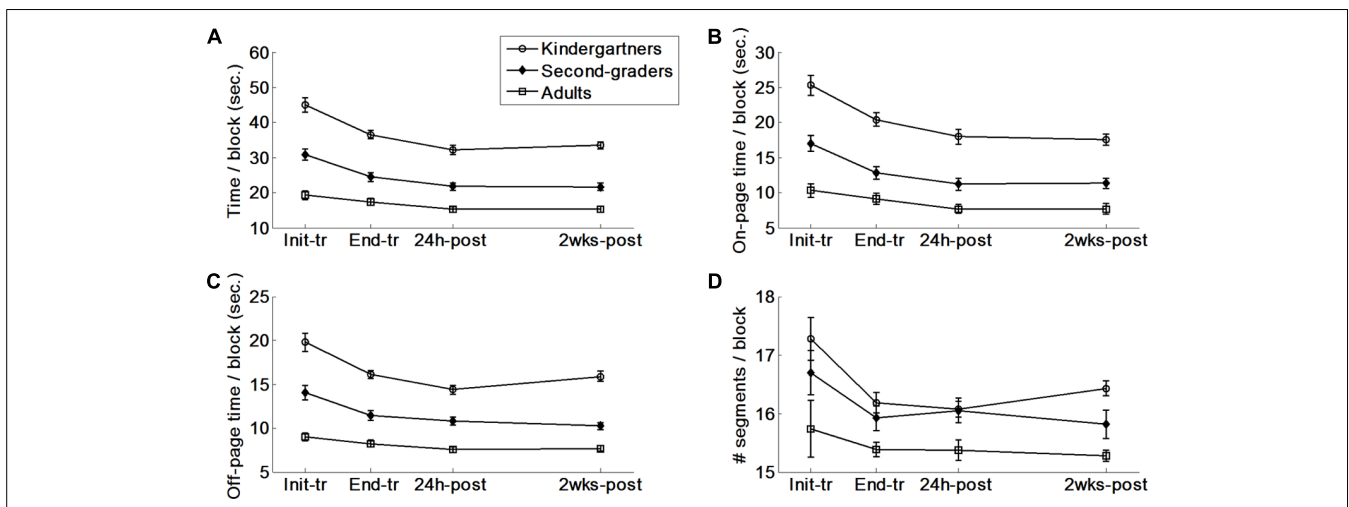 A
Time / block (sec.)
60
50
40
30
20
10
Init-tr End-tr 24h-post 2wks-post
Kindergartners
Second-graders
Adults
B
On-page time / block (sec.)
30
25
20
15
10
5
Init-tr End-tr 24h-post 2wks-post
C
Off-page time / block (sec.)
25
20
15
10
5
Init-tr End-tr 24h-post 2wks-post
D
# segments / block
18
17
16
15
Init-tr End-tr 24h-post 2wks-post